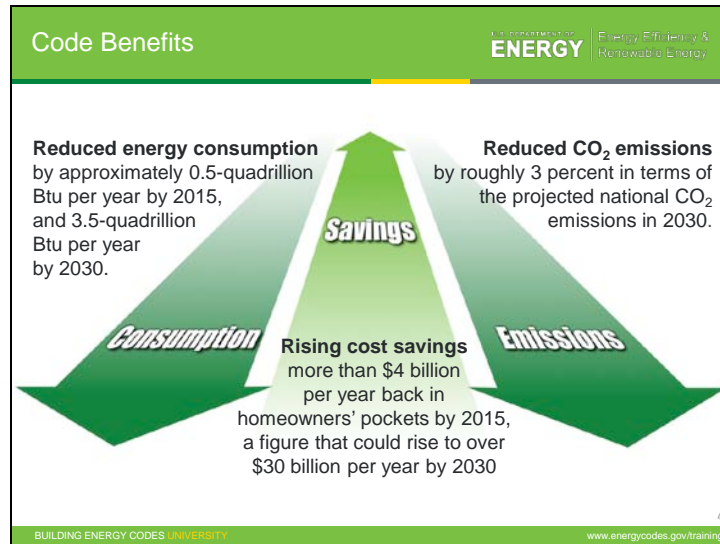 Code Benefits
U.S. DEPARTMENT OF
ENERGY
Energy Efficiency &
Renewable Energy
Reduced energy consumption
by approximately 0.5-quadrillion
Btu per year by 2015,
and 3.5-quadrillion
Btu per year
by 2030.
Reduced CO₂ emissions
by roughly 3 percent in terms of
the projected national CO₂
emissions in 2030.
Savings
Consumption
Emissions
Rising cost savings
more than $4 billion
per year back in
homeowners’ pockets by 2015,
a figure that could rise to over
$30 billion per year by 2030
4
BUILDING ENERGY CODES UNIVERSITY
www.energycodes.gov/training